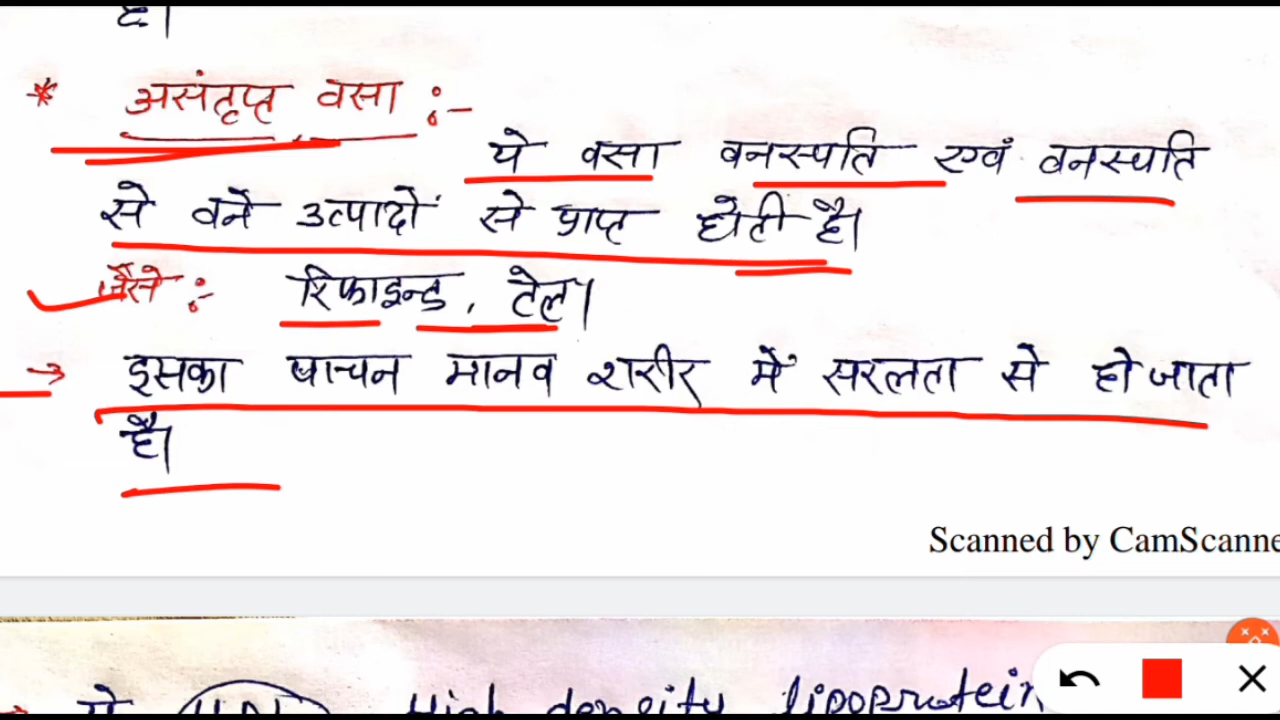 है।
* असंतृप्त वसा :-
ये वसा वनस्पति एवं वनस्पति
से बने उत्पादों से प्राप्त होती है।
जैसे :- रिफाइन्ड, टेल।
→ इसका पाचन मानव शरीर में सरलता से हो जाता
है।
Scanned by CamScanne
→ ये HDL High density lipoprotein